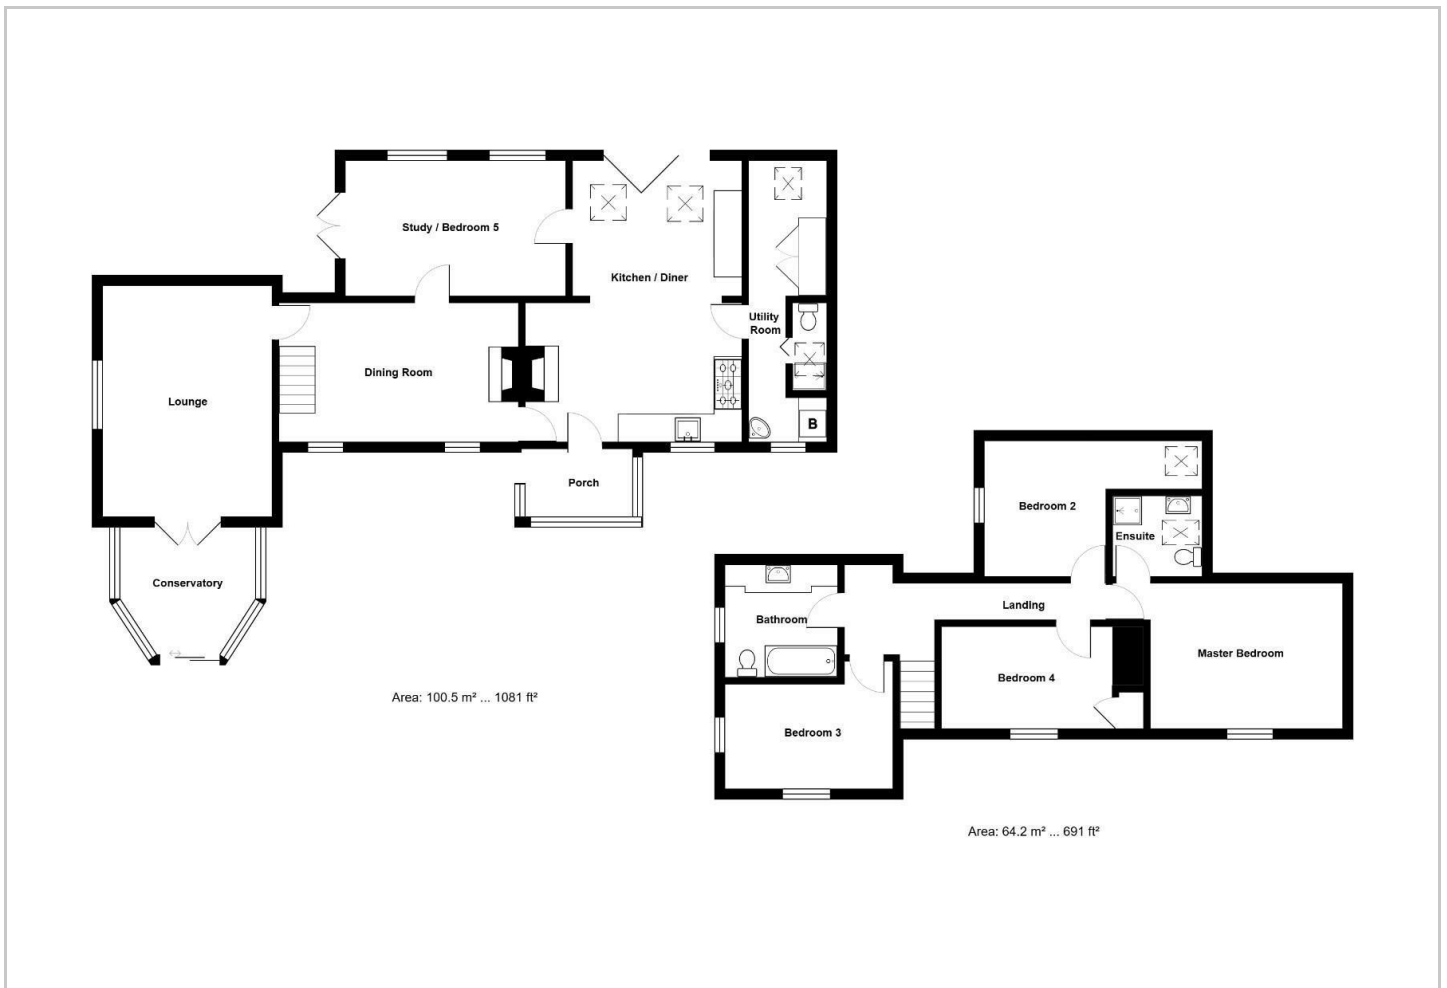 Study / Bedroom 5
Kitchen / Diner
Utility
Room
Dining Room
Lounge
B
Porch
Conservatory
Area: 100.5 m² ... 1081 ft²
Bedroom 2
Ensuite
Landing
Bathroom
Master Bedroom
Bedroom 4
Bedroom 3
Area: 64.2 m² ... 691 ft²